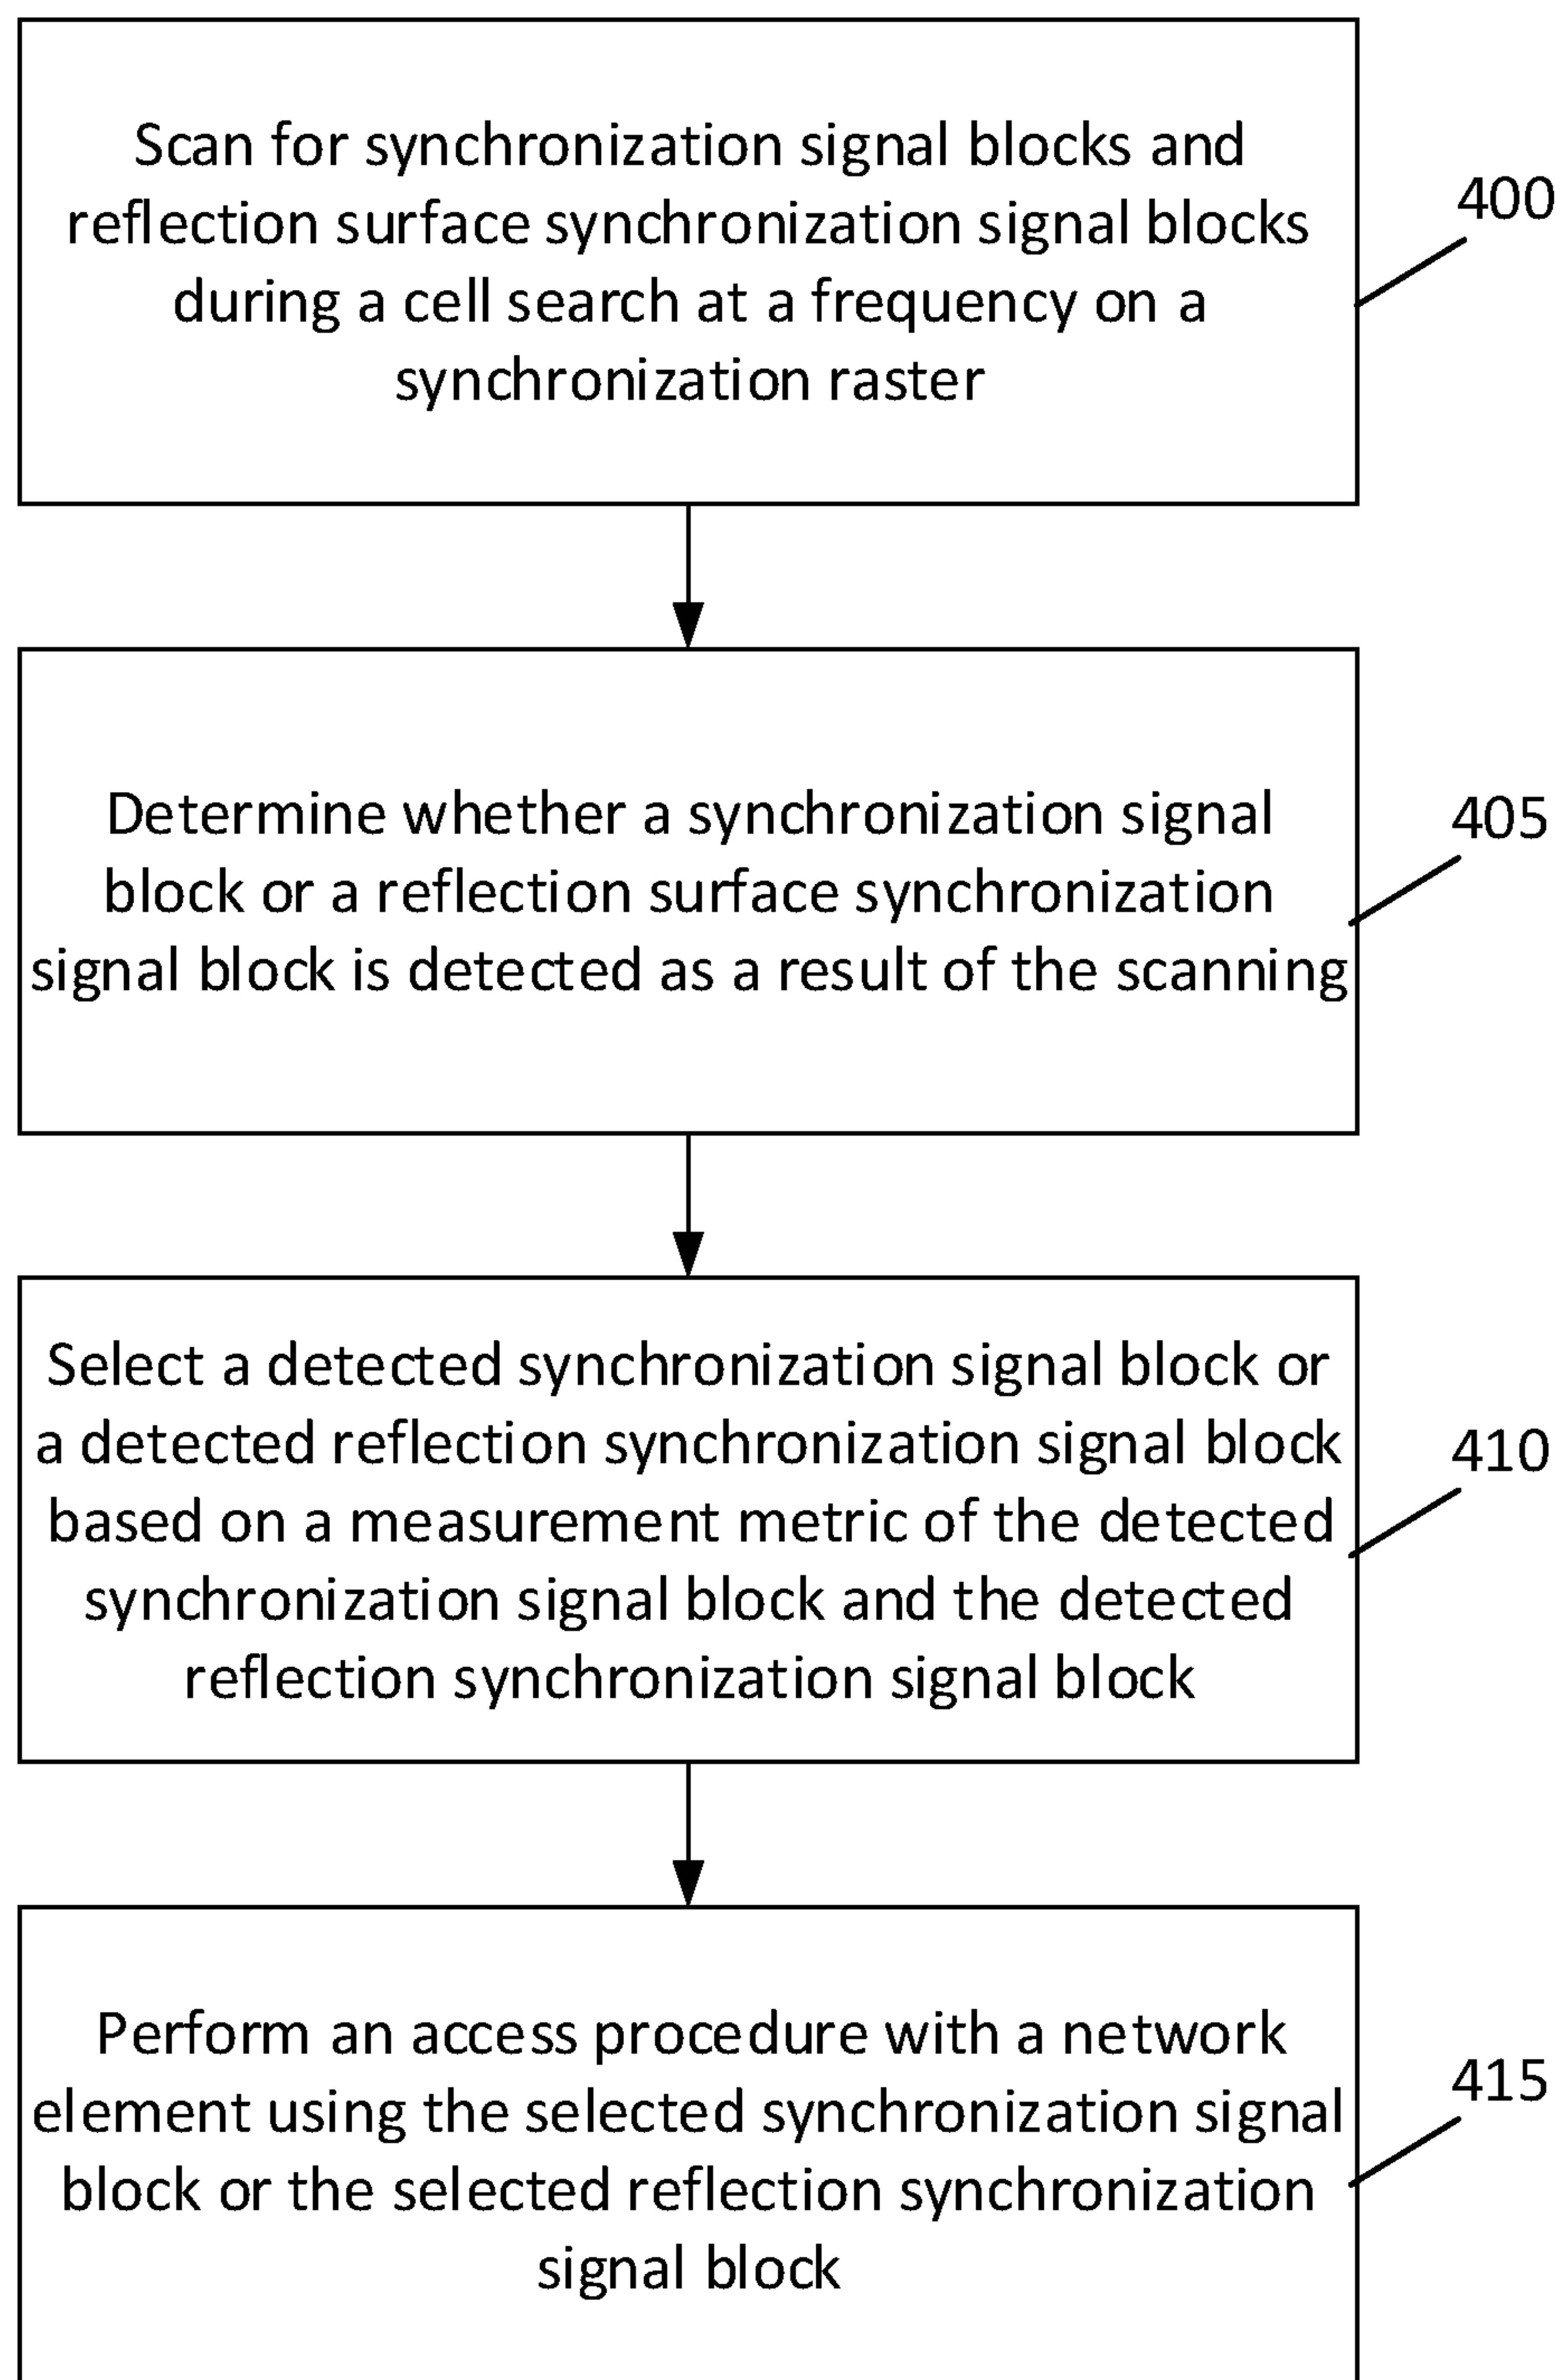 Scan for synchronization signal blocks and
reflection surface synchronization signal blocks
during a cell search at a frequency on a
synchronization raster
400
Determine whether a synchronization signal
block or a reflection surface synchronization
signal block is detected as a result of the scanning
405
Select a detected synchronization signal block or
a detected reflection synchronization signal block
based on a measurement metric of the detected
synchronization signal block and the detected
reflection synchronization signal block
410
Perform an access procedure with a network
element using the selected synchronization signal
block or the selected reflection synchronization
signal block
415